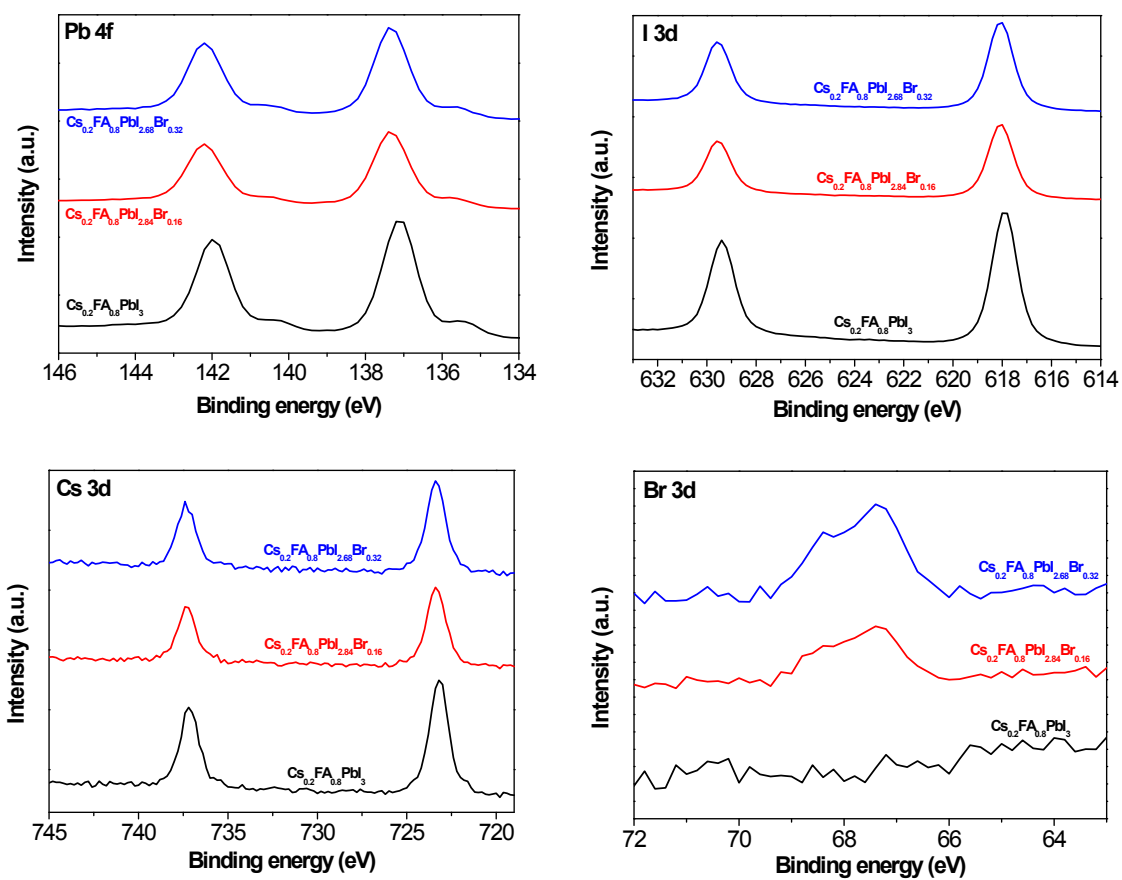 Pb 4f
Cs0.2FA0.8PbI2.68Br0.32
Cs0.2FA0.8PbI2.84Br0.16
Cs0.2FA0.8PbI3
Intensity (a.u.)
146 144 142 140 138 136 134
Binding energy (eV)
I 3d
Cs0.2FA0.8PbI2.68Br0.32
Cs0.2FA0.8PbI2.84Br0.16
Cs0.2FA0.8PbI3
Intensity (a.u.)
632 630 628 626 624 622 620 618 616 614
Binding energy (eV)
Cs 3d
Cs0.2FA0.8PbI2.68Br0.32
Cs0.2FA0.8PbI2.84Br0.16
Cs0.2FA0.8PbI3
Intensity (a.u.)
745 740 735 730 725 720
Binding energy (eV)
Br 3d
Cs0.2FA0.8PbI2.68Br0.32
Cs0.2FA0.8PbI2.84Br0.16
Cs0.2FA0.8PbI3
Intensity (a.u.)
72 70 68 66 64
Binding energy (eV)